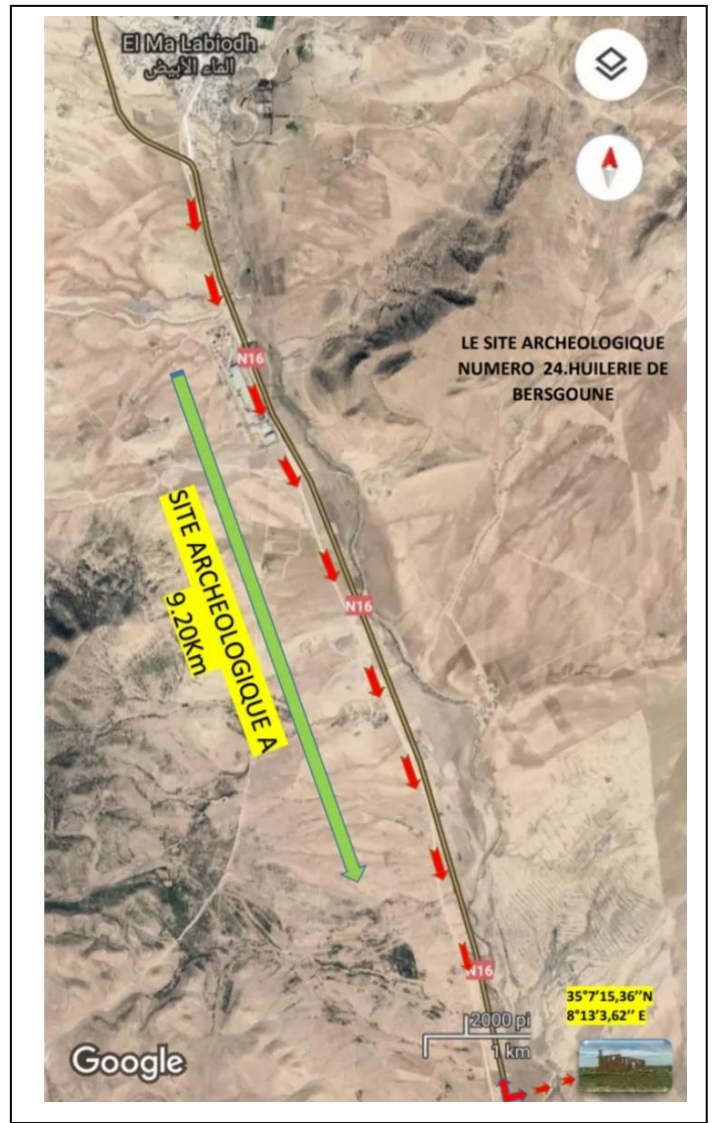 El Ma Labiodh
الماء الأبيض
LE SITE ARCHEOLOGIQUE
NUMERO 24.HUILERIE DE
BERSGOUNE
N16
SITE ARCHEOLOGIQUE A
9.20Km
N16
N16
35°7'15,36''N
8°13'3,62'' E
2000 pi
1 km
Google